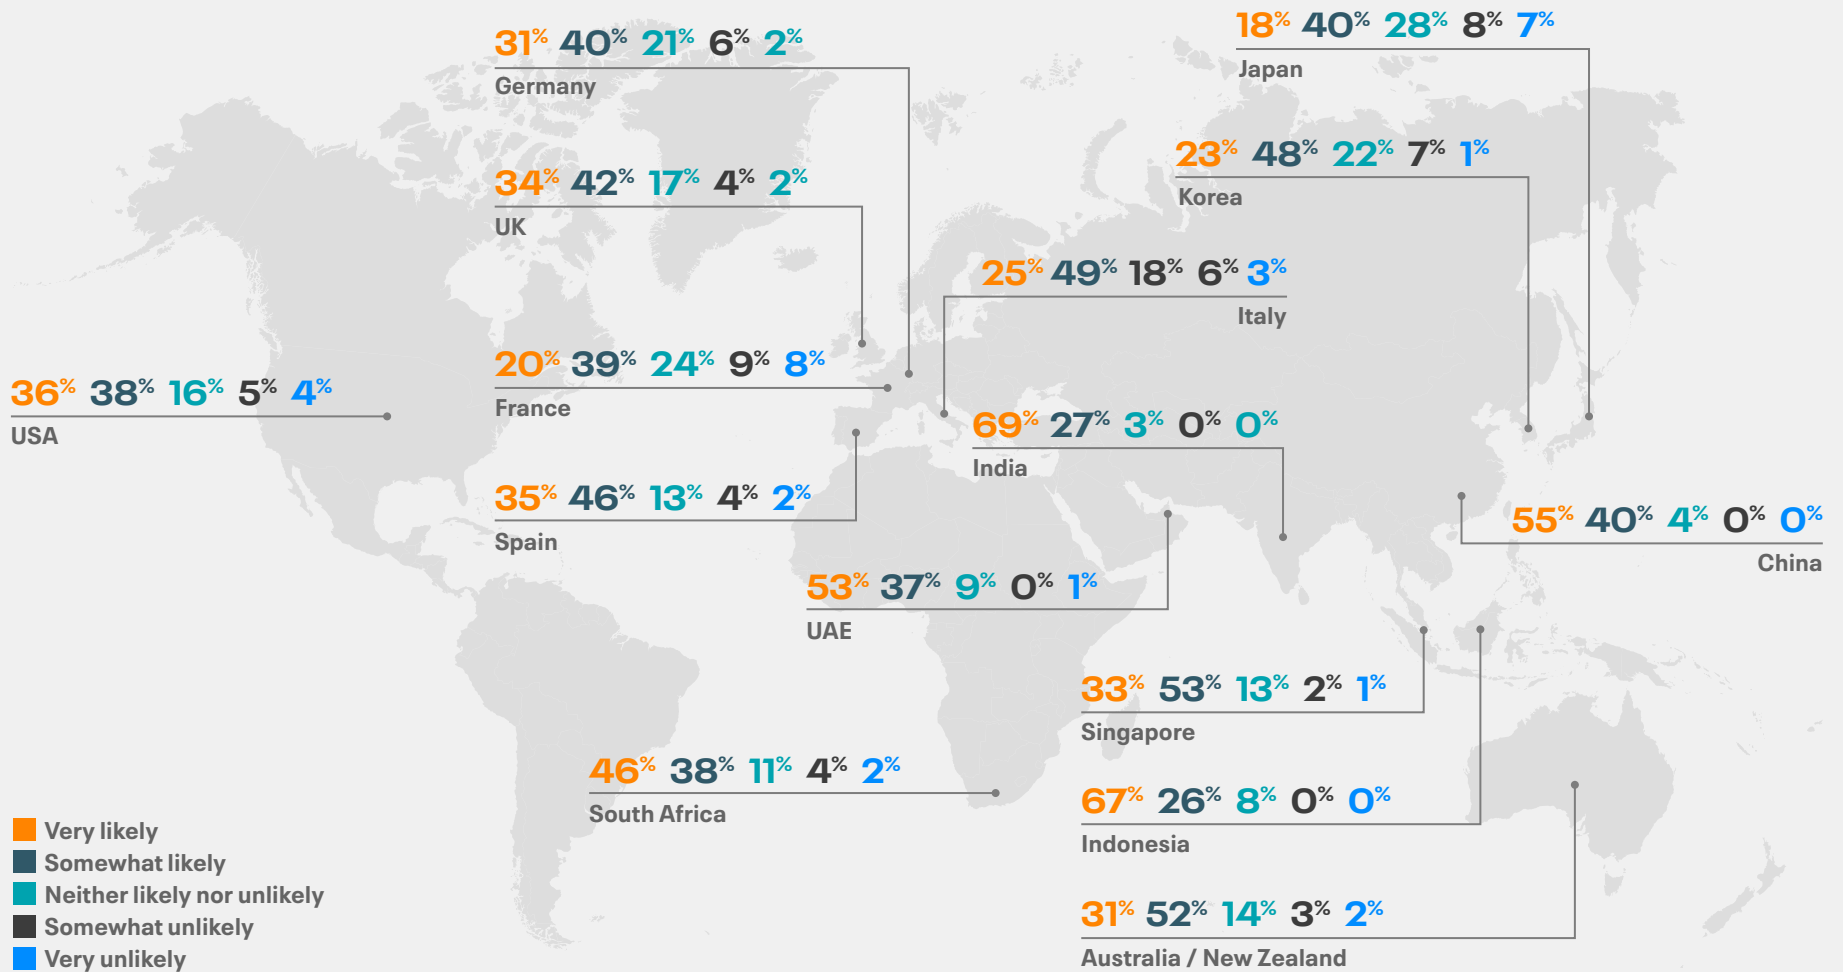 18% 40% 28% 8% 7%
Japan
31% 40% 21% 6% 2%
Germany
23% 48% 22% 7% 1%
Korea
34% 42% 17% 4% 2%
UK
25% 49% 18% 6% 3%
Italy
20% 39% 24% 9% 8%
France
36% 38% 16% 5% 4%
USA
69% 27% 3% 0% 0%
India
35% 46% 13% 4% 2%
Spain
55% 40% 4% 0% 0%
China
53% 37% 9% 0% 1%
UAE
33% 53% 13% 2% 1%
Singapore
46% 38% 11% 4% 2%
South Africa
67% 26% 8% 0% 0%
Indonesia
31% 52% 14% 3% 2%
Australia / New Zealand
Very likely
Somewhat likely
Neither likely nor unlikely
Somewhat unlikely
Very unlikely